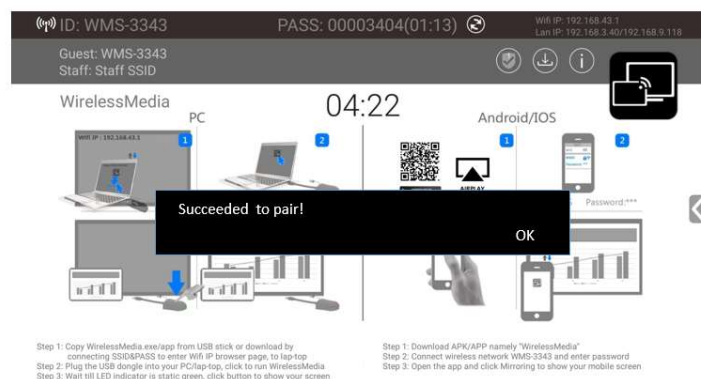 ID: WMS-3343
PASS: 00003404(01:13)
Wifi IP: 192.168.43.1
Lan IP: 192.168.3.40/192.168.9.118
Guest: WMS-3343
Staff: Staff SSID
WirelessMedia
04:22
PC
Android/IOS
Wifi IP : 192.168.43.1
1
2
1
2
AIRPLAY
Password:***
Succeeded to pair!
OK
Step 1: Copy WirelessMedia.exe/app from USB stick or download by
connecting SSID&PASS to enter Wifi IP browser page, to lap-top
Step 2: Plug the USB dongle into your PC/lap-top, click to run WirelessMedia
Step 3: Wait till LED indicator is static green, click button to show your screen
Step 1: Download APK/APP namely "WirelessMedia"
Step 2: Connect wireless network WMS-3343 and enter password
Step 3: Open the app and click Mirroring to show your mobile screen